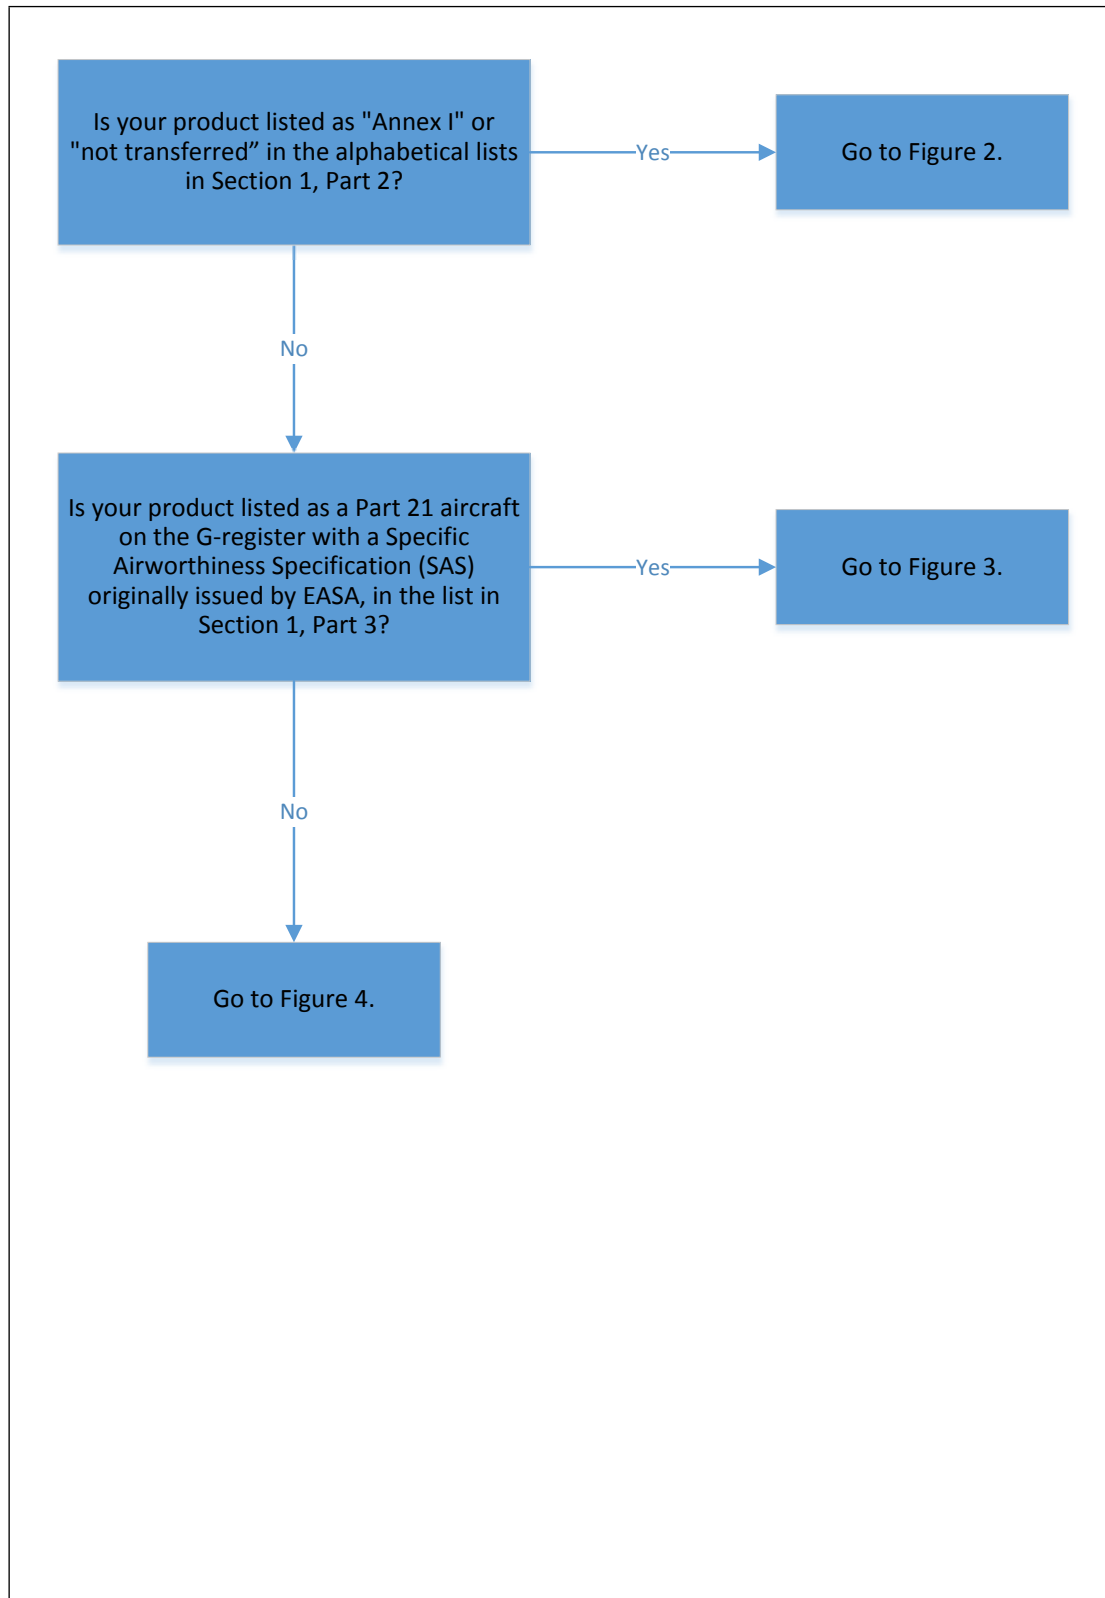 Is your product listed as "Annex I" or
"not transferred” in the alphabetical lists
in Section 1, Part 2?
Yes
Go to Figure 2.
No
Is your product listed as a Part 21 aircraft
on the G-register with a Specific
Airworthiness Specification (SAS)
originally issued by EASA, in the list in
Section 1, Part 3?
Yes
Go to Figure 3.
No
Go to Figure 4.